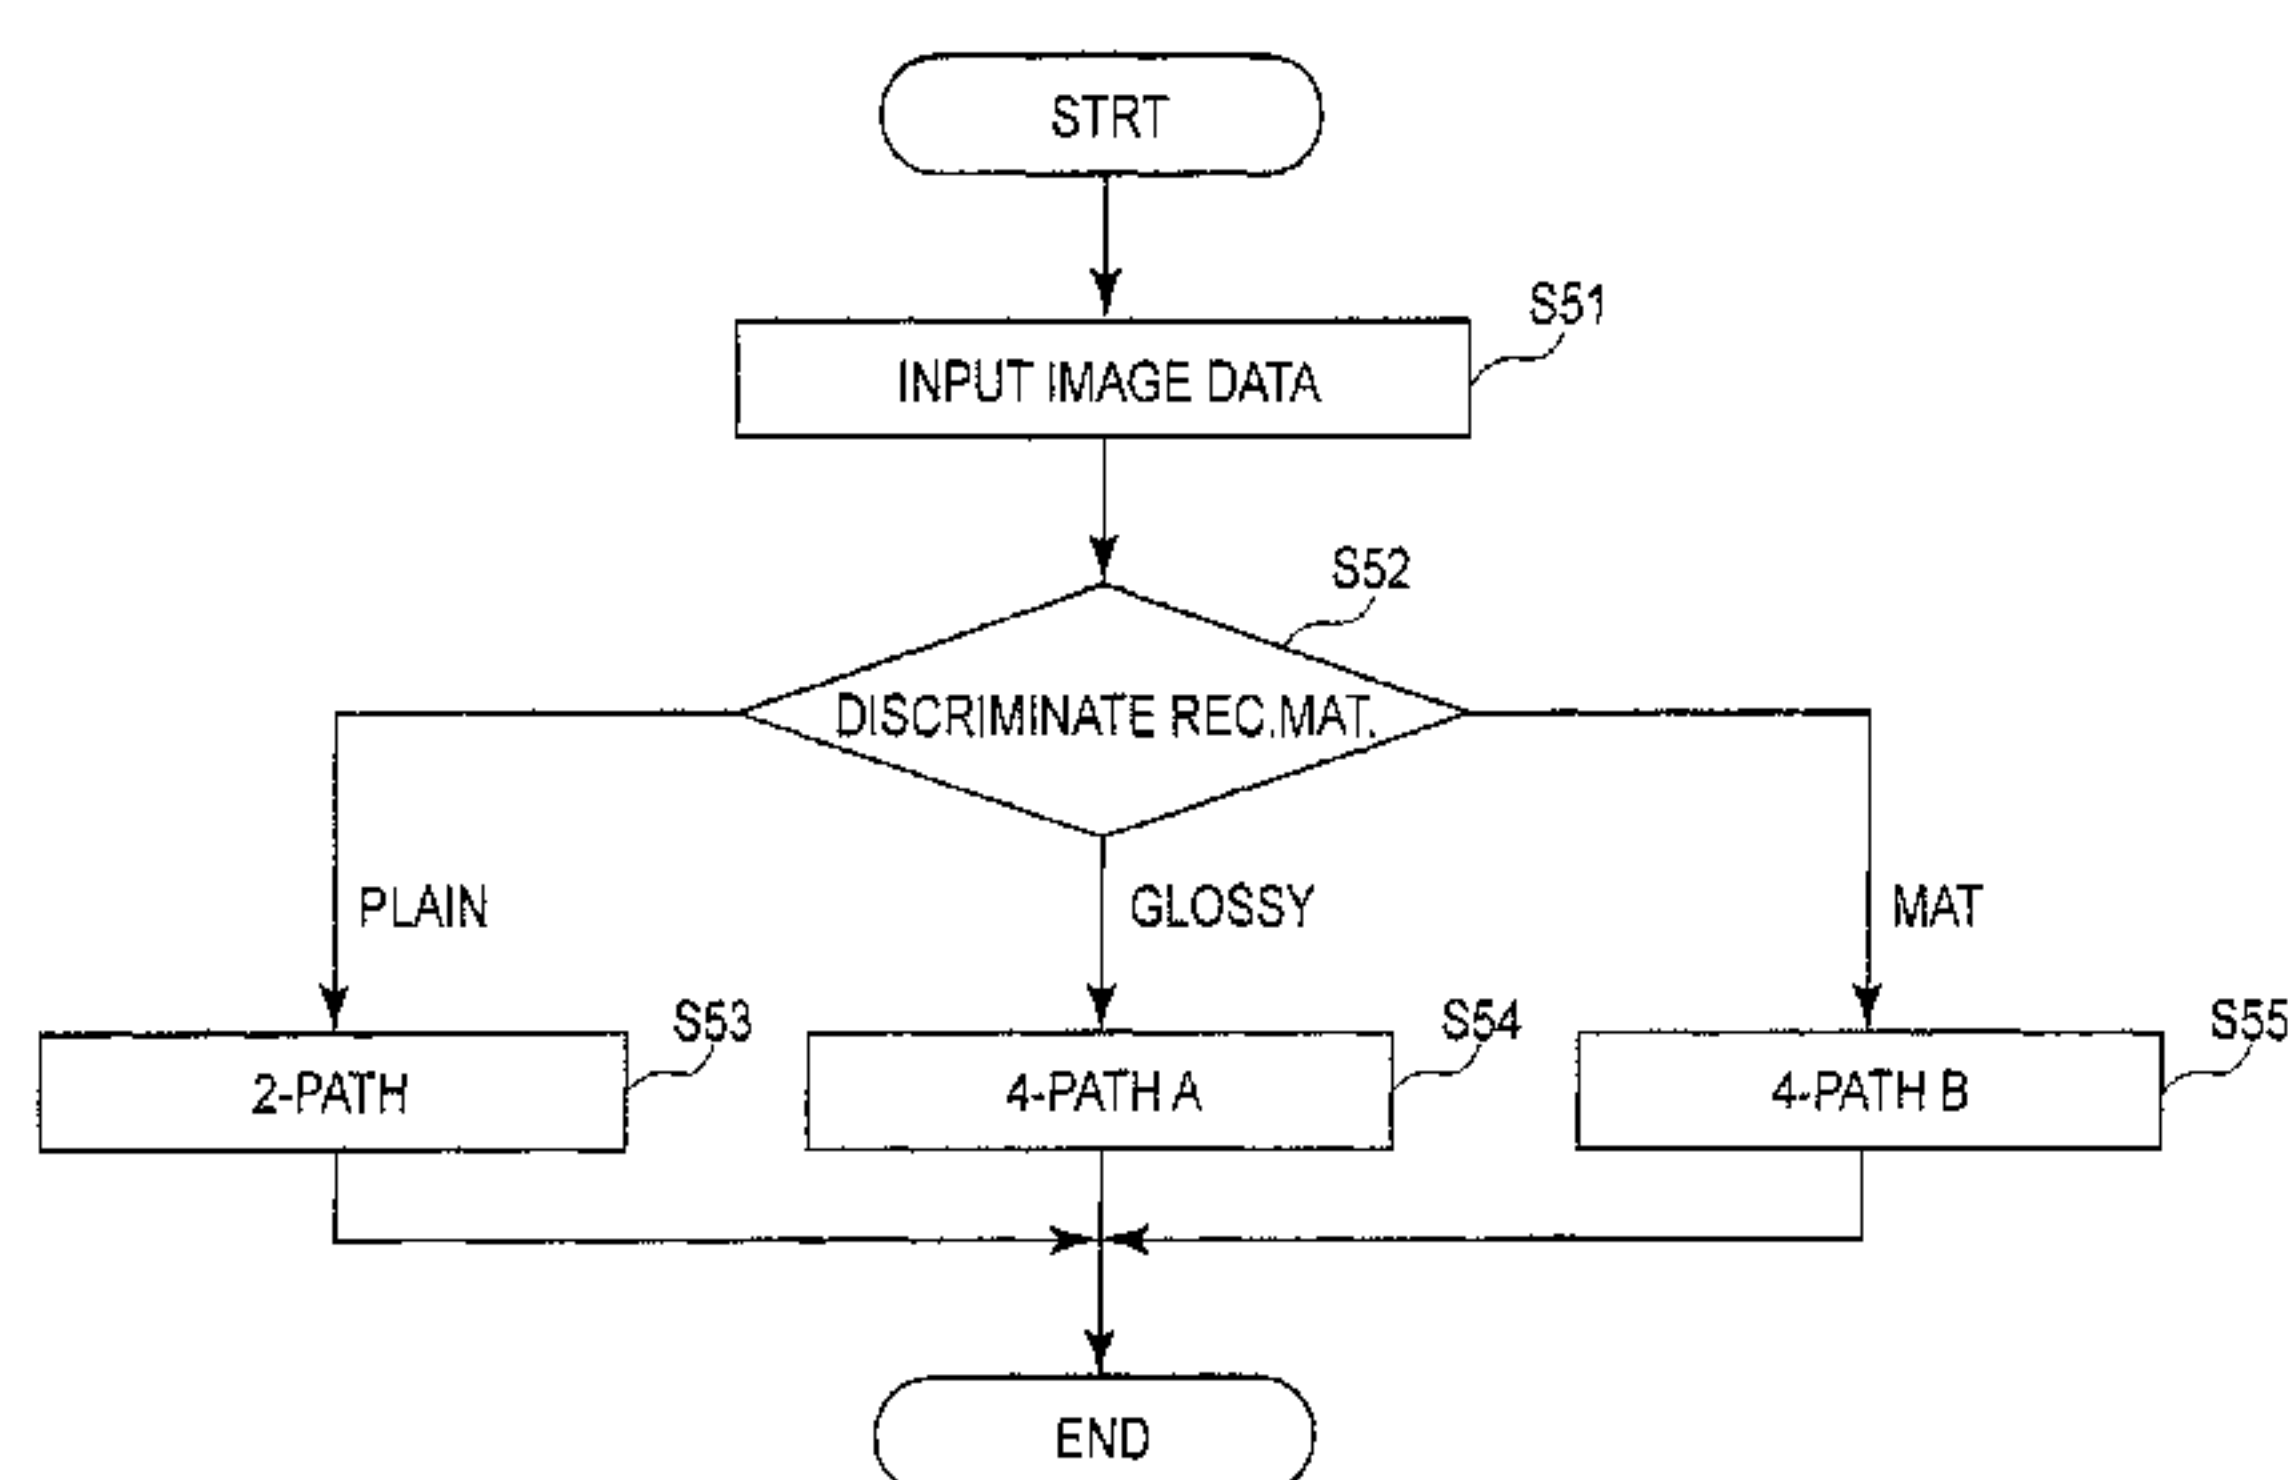 STRT
S51
INPUT IMAGE DATA
S52
DISCRIMINATE REC.MAT.
PLAIN
GLOSSY
MAT
S53
S54
S55
2-PATH
4-PATH A
4-PATH B
END